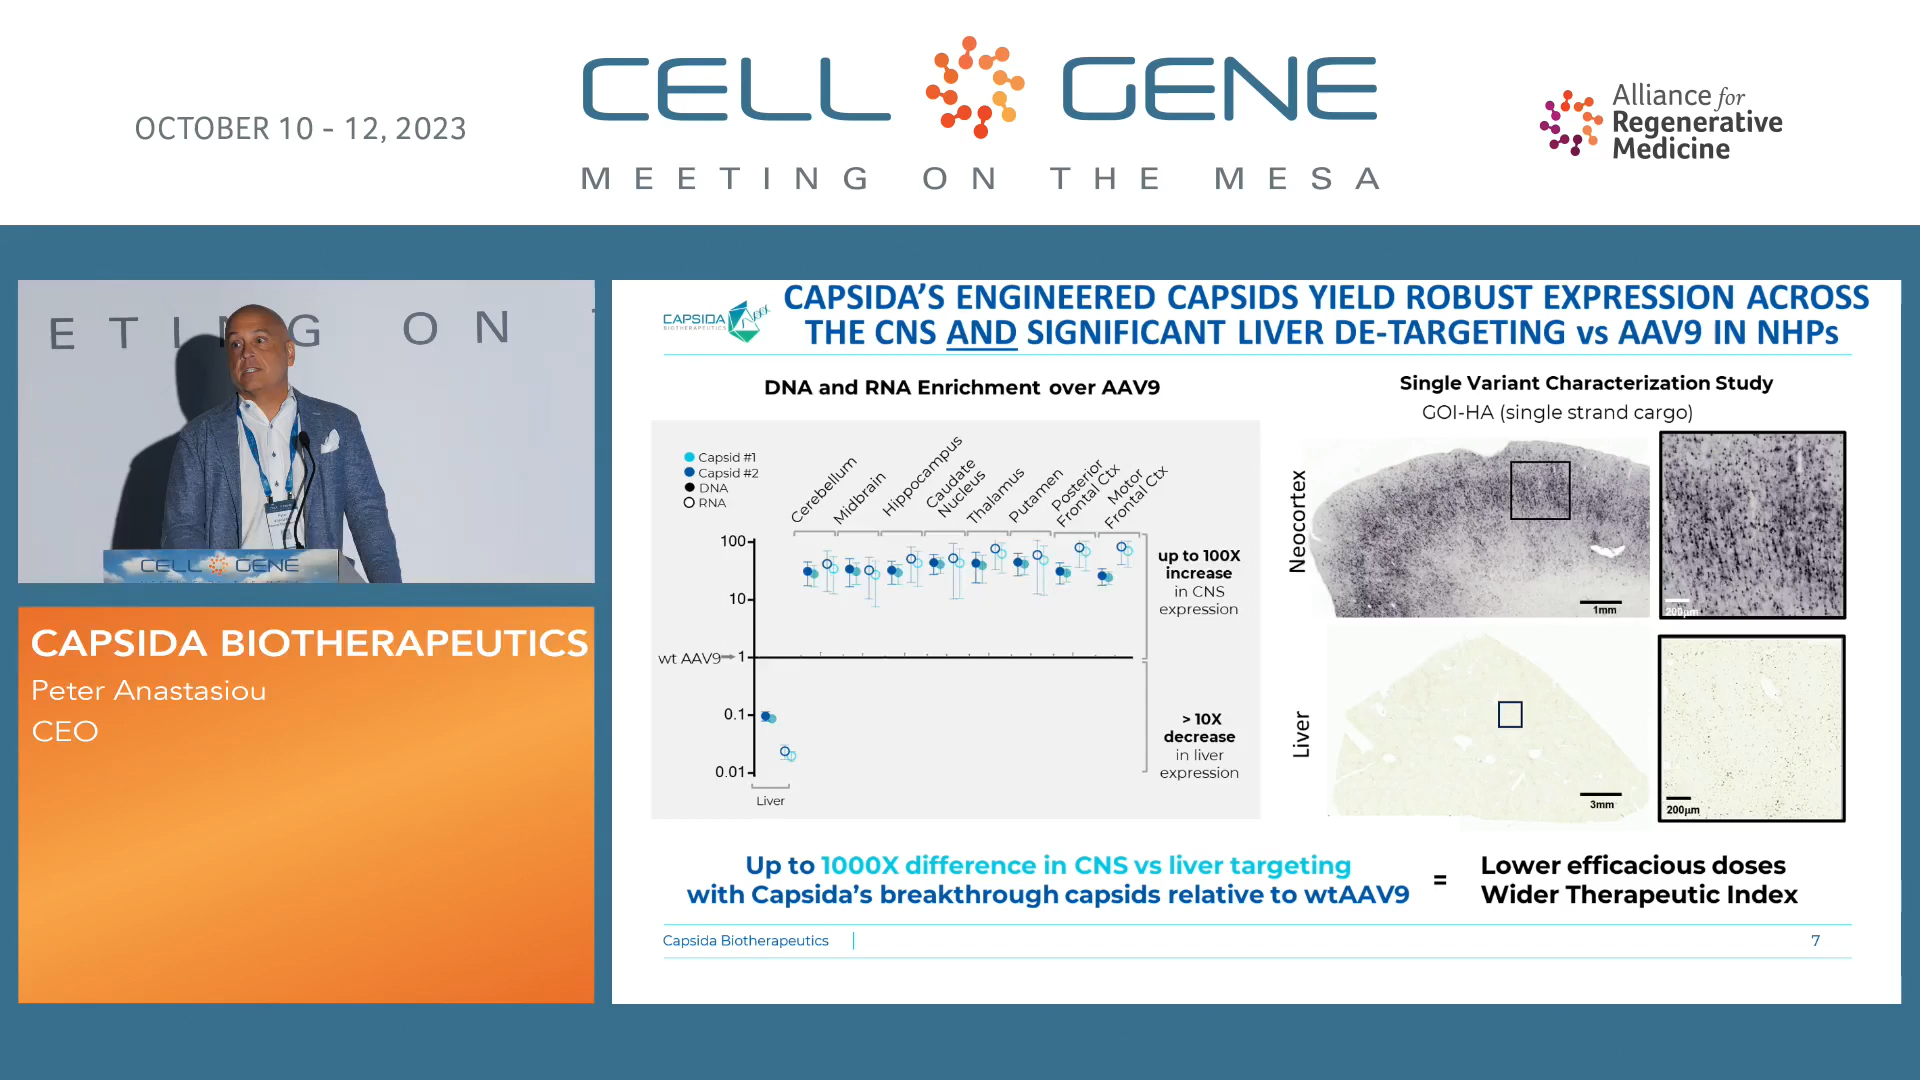 OCTOBER 10 - 12, 2023
CELL GENE
MEETING ON THE MESA
Alliance for
Regenerative
Medicine
ETING ON
CELL GENE
CAPSIDA BIOTHERAPEUTICS
Peter Anastasiou
CEO
CAPSIDA
BIOTHERAPEUTICS
CAPSIDA'S ENGINEERED CAPSIDS YIELD ROBUST EXPRESSION ACROSS
THE CNS AND SIGNIFICANT LIVER DE-TARGETING vs AAV9 IN NHPs
DNA and RNA Enrichment over AAV9
Capsid #1
Capsid #2
DNA
RNA
Cerebellum
Midbrain
Hippocampus
Caudate
Nucleus
Thalamus
Putamen
Posterior
Frontal Ctx
Motor
Frontal Ctx
100
10
wt AAV9 1
0.1
0.01
Liver
up to 100X
increase
in CNS
expression
> 10X
decrease
in liver
expression
Single Variant Characterization Study
GOI-HA (single strand cargo)
Neocortex
1mm
200µm
Liver
3mm
200µm
Up to 1000X difference in CNS vs liver targeting
with Capsida's breakthrough capsids relative to wtAAV9
=
Lower efficacious doses
Wider Therapeutic Index
Capsida Biotherapeutics
7